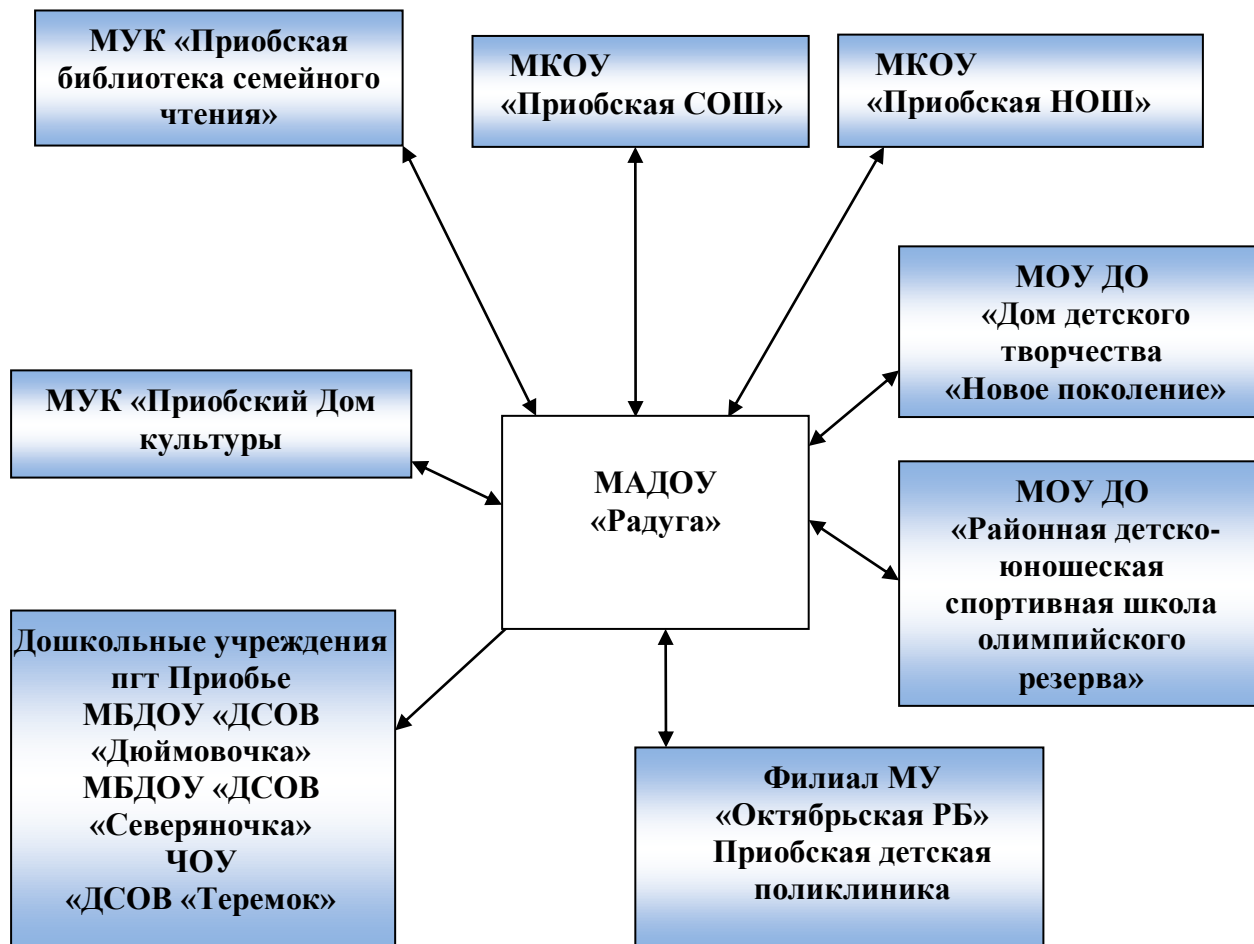 МУК «Приобская
библиотека семейного
чтения»
МКОУ
«Приобская СОШ»
МКОУ
«Приобская НОШ»
МОУ ДО
«Дом детского
творчества
«Новое поколение»
МУК «Приобский Дом
культуры
МАДОУ
«Радуга»
МОУ ДО
«Районная детско-
юношеская
спортивная школа
олимпийского
резерва»
Дошкольные учреждения
пгт Приобье
МБДОУ «ДСОВ
«Дюймовочка»
МБДОУ «ДСОВ
«Северяночка»
ЧОУ
«ДСОВ «Теремок»
Филиал МУ
«Октябрьская РБ»
Приобская детская
поликлиника